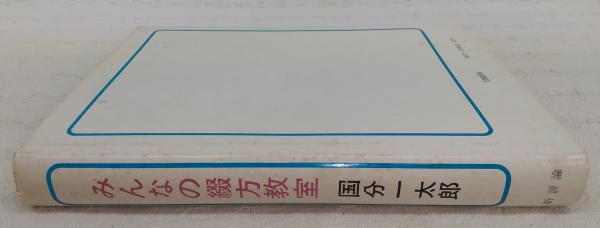 みんなの綴方教室
国分一太郎
新評論